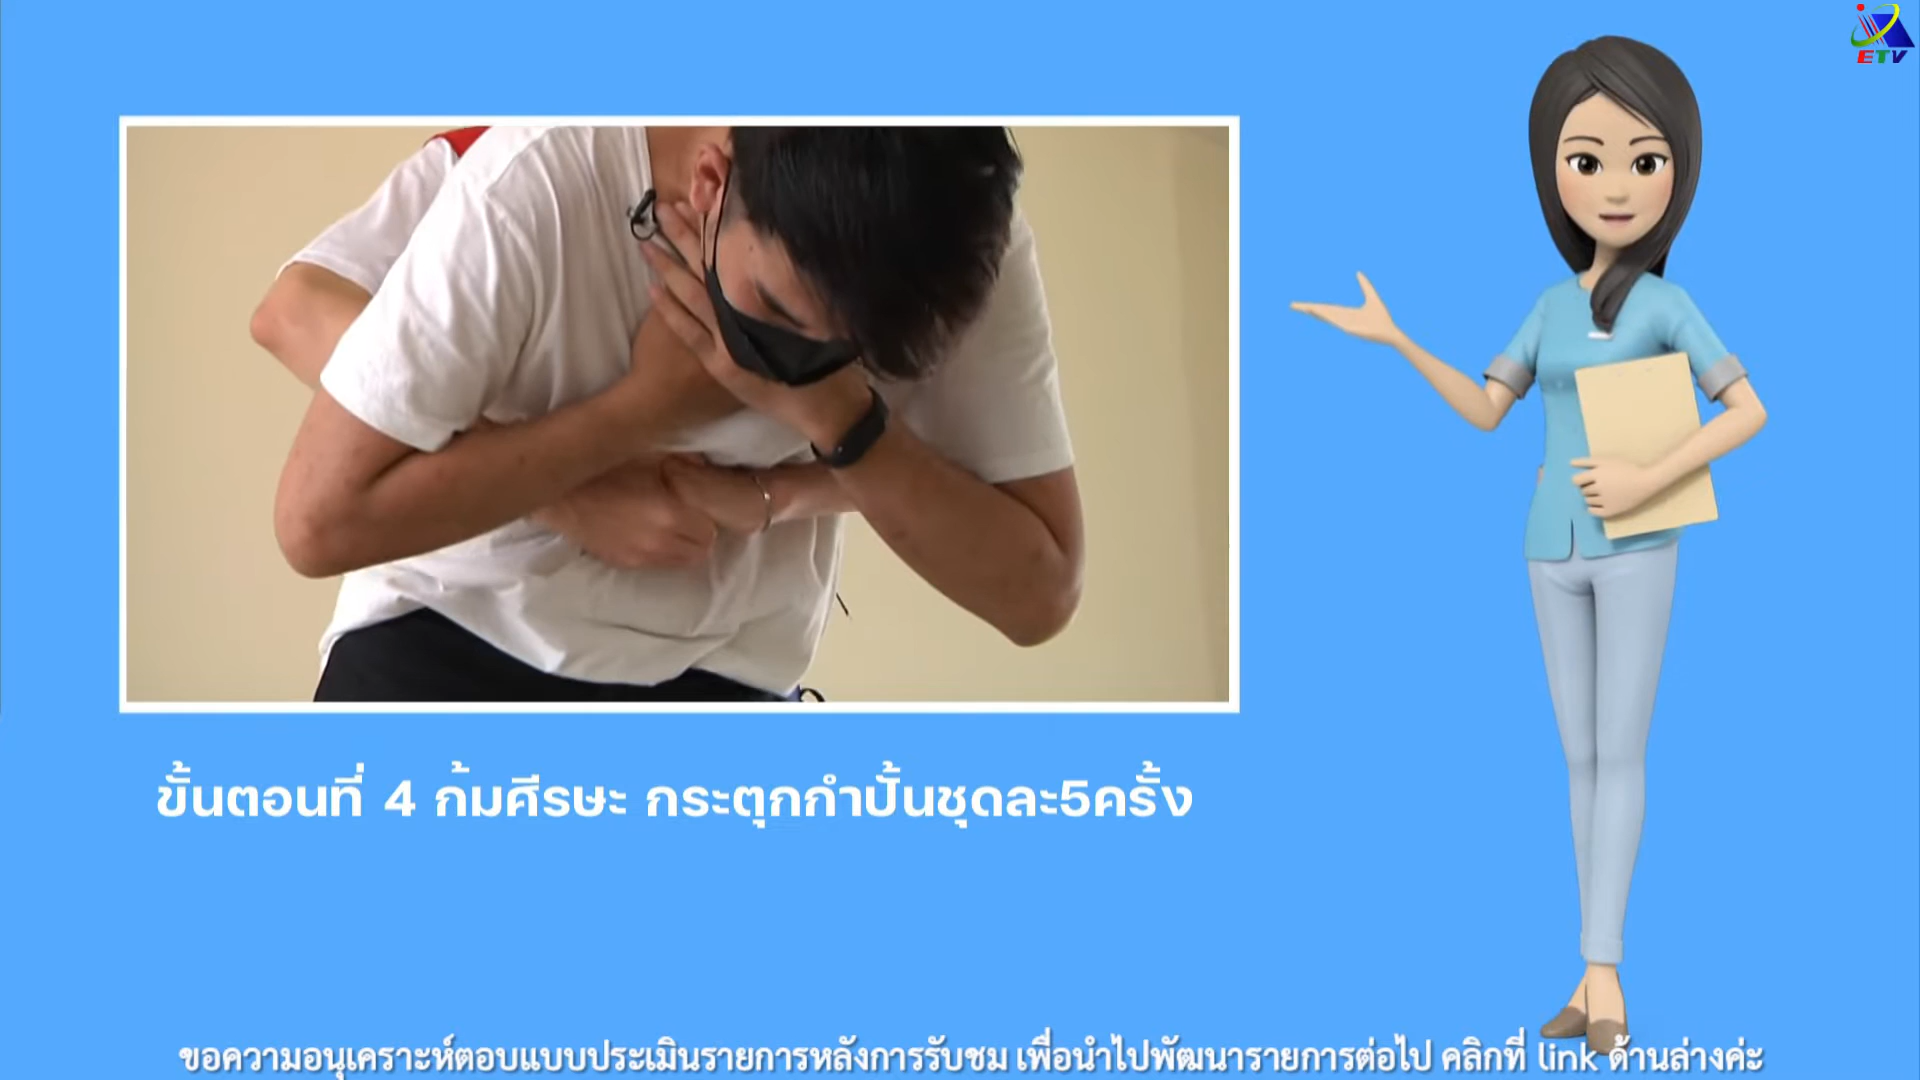 ETV
ขั้นตอนที่ 4 ก้มศีรษะ กระตุกกำปั้นชุดละ5ครั้ง
ขอความอนุเคราะห์ตอบแบบประเมินรายการหลังการรับชม เพื่อนำไปพัฒนารายการต่อไป คลิกที่ link ด้านล่างค่ะ